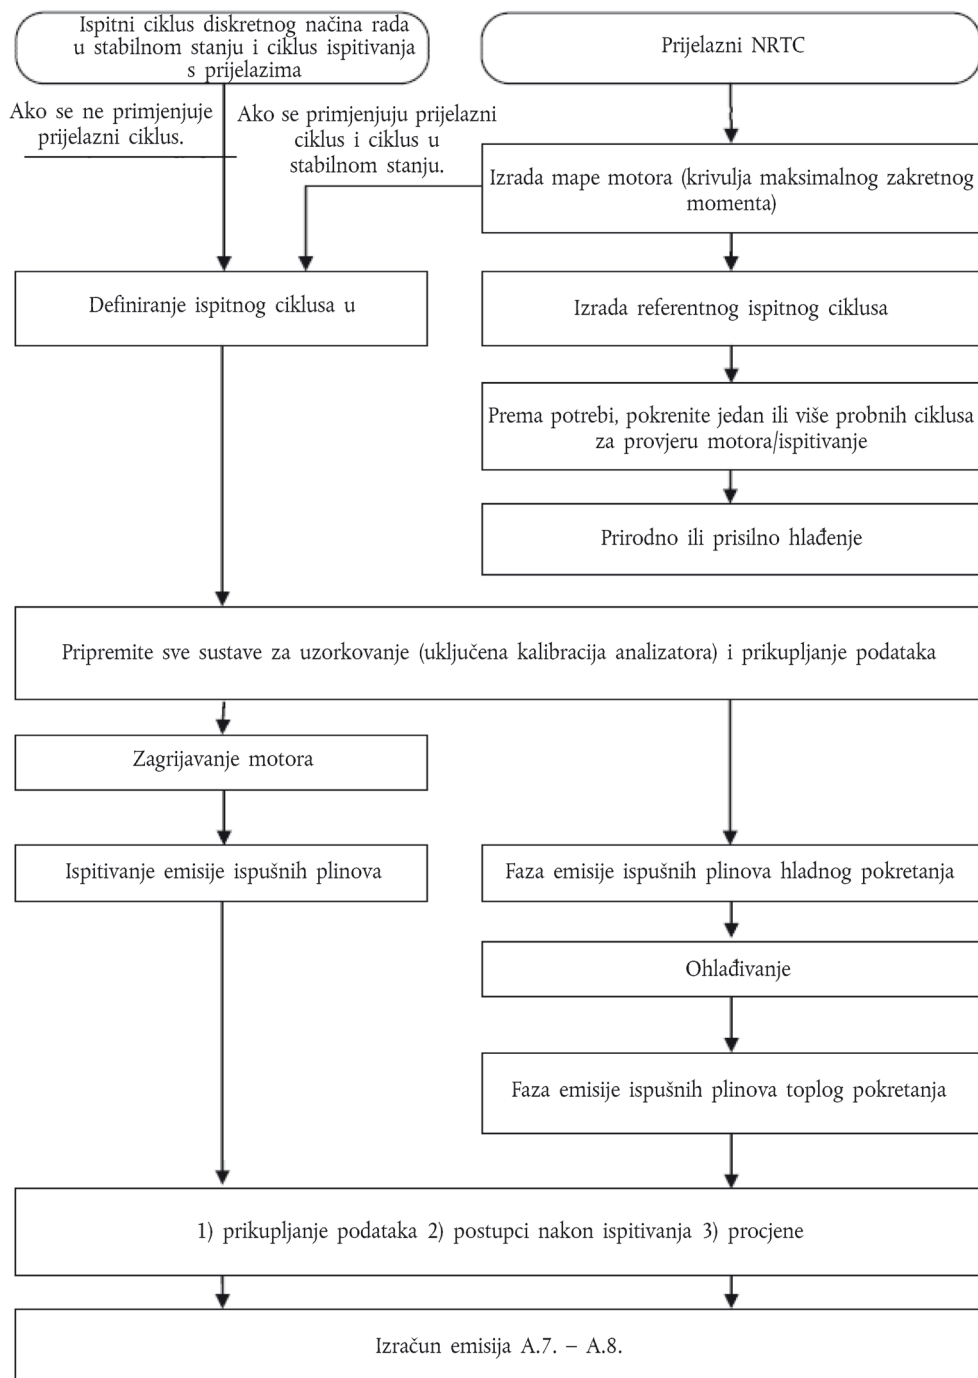 Ispitni ciklus diskretnog načina rada
u stabilnom stanju i ciklus ispitivanja
s prijelazima
Prijelazni NRTC
Ako se ne primjenjuje
prijelazni ciklus.
Ako se primjenjuju prijelazni
ciklus i ciklus u
stabilnom stanju.
Izrada mape motora (krivulja maksimalnog zakretnog
momenta)
Definiranje ispitnog ciklusa u
Izrada referentnog ispitnog ciklusa
Prema potrebi, pokrenite jedan ili više probnih ciklusa
za provjeru motora/ispitivanje
Prirodno ili prisilno hlađenje
Pripremite sve sustave za uzorkovanje (uključena kalibracija analizatora) i prikupljanje podataka
Zagrijavanje motora
Ispitivanje emisije ispušnih plinova
Faza emisije ispušnih plinova hladnog pokretanja
Ohlađivanje
Faza emisije ispušnih plinova toplog pokretanja
1) prikupljanje podataka 2) postupci nakon ispitivanja 3) procjene
Izračun emisija A.7. – A.8.